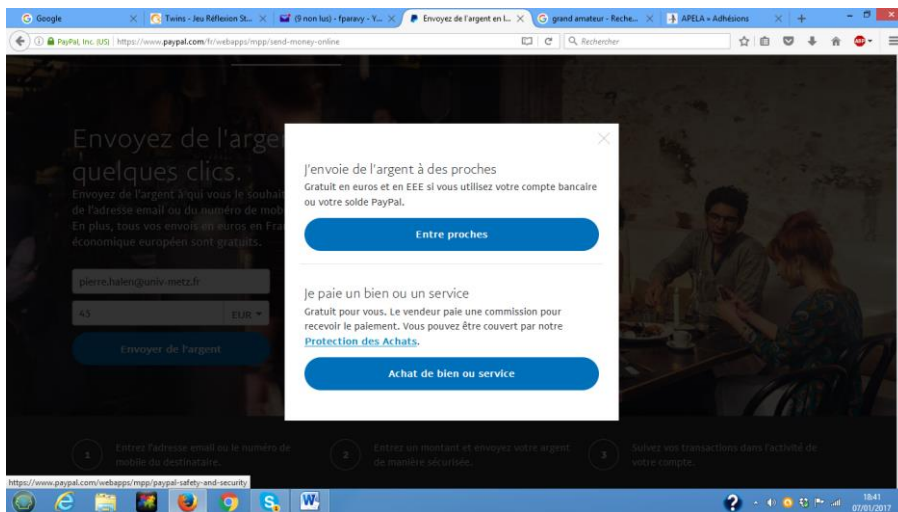 Google
Twins - Jeu Réflexion St...
(9 non lus) - fparavy - Y...
Envoyez de l'argent en l...
grand amateur - Reche...
APELA » Adhésions
PayPal, Inc. (US)
https://www.paypal.com/fr/webapps/mpp/send-money-online
Rechercher
ABP
Envoyez de l'arge
quelques clics.
Envoyez de l'argent à qui vous le souhait
de l'adresse email ou du numéro de mob
En plus, tous vos envois en euros en Fra
économique européen sont gratuits.
pierre.halen@univ-metz.fr
45
EUR
Envoyer de l'argent
J'envoie de l'argent à des proches
Gratuit en euros et en EEE si vous utilisez votre compte bancaire
ou votre solde PayPal.
Entre proches
Je paie un bien ou un service
Gratuit pour vous. Le vendeur paie une commission pour
recevoir le paiement. Vous pouvez être couvert par notre
Protection des Achats.
Achat de bien ou service
1
Entrez l'adresse email ou le numéro de
mobile du destinataire.
2
Entrez un montant et envoyez votre argent
de manière sécurisée.
3
Suivez vos transactions dans l'activité de
votre compte.
https://www.paypal.com/webapps/mpp/paypal-safety-and-security
18:41
07/01/2017